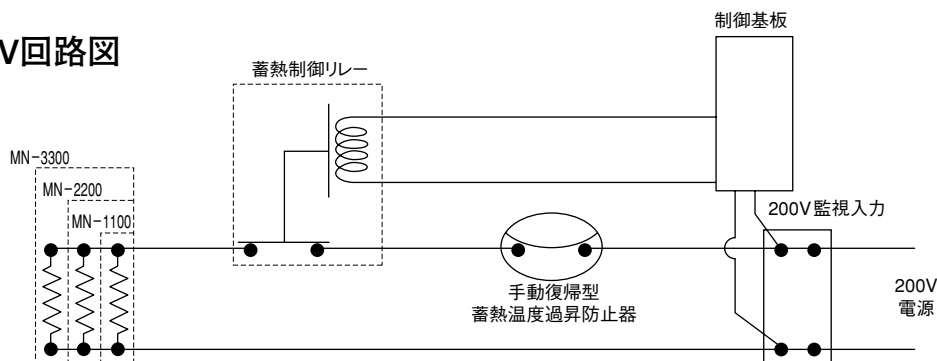 V回路図
制御基板
蓄熱制御リレー
MN-3300
MN-2200
MN-1100
200V監視入力
手動復帰型
蓄熱温度過昇防止器
200V
電源